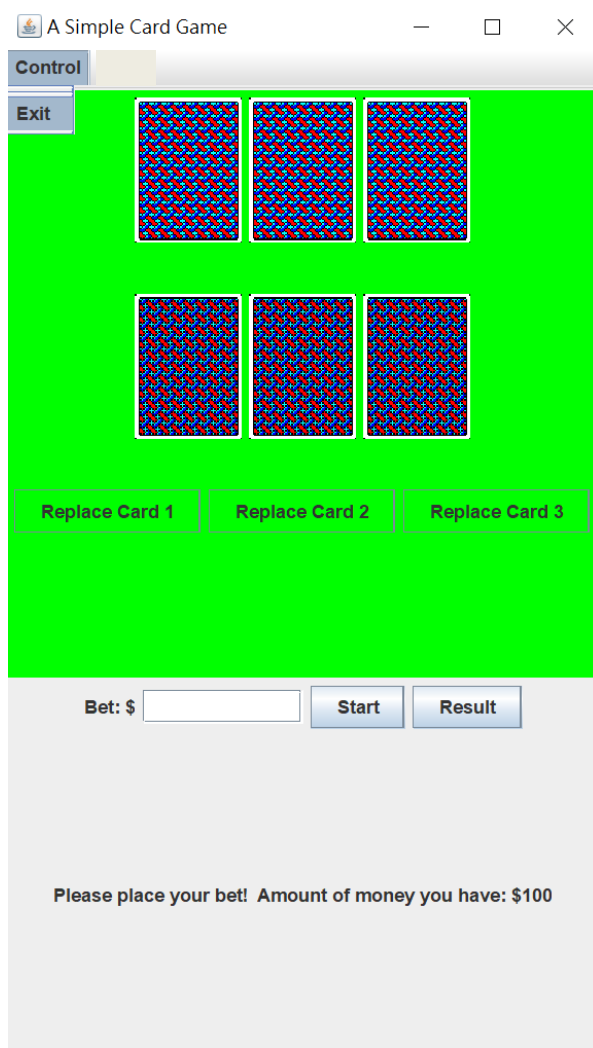 A Simple Card Game
Control
Exit
Replace Card 1 Replace Card 2 Replace Card 3
Bet: $ Start Result
Please place your bet!  Amount of money you have: $100